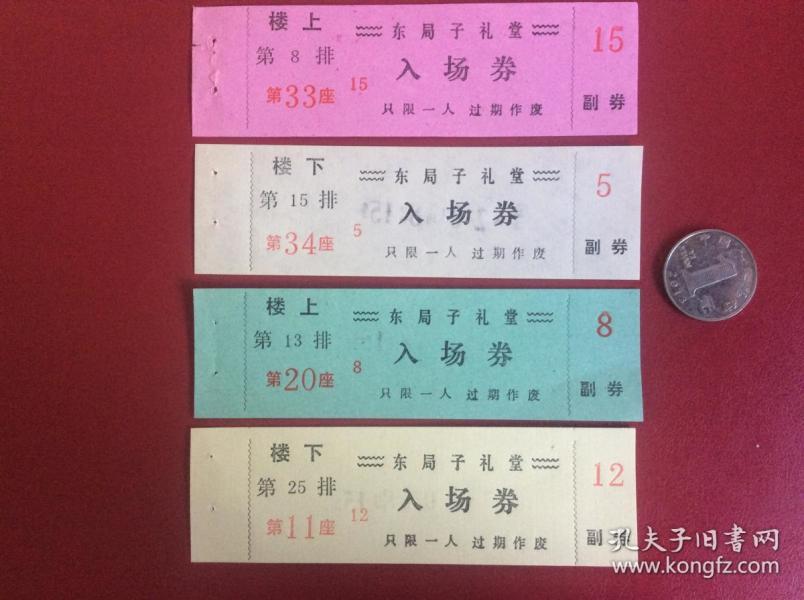 楼上
第 8 排
第33座
15
东局子礼堂
入场券
只限一人 过期作废
15
副券
楼下
第 15 排
第34座
5
东局子礼堂
入场券
只限一人 过期作废
5
副券
楼上
第 13 排
第20座
8
东局子礼堂
入场券
只限一人 过期作废
8
副券
楼下
第 25 排
第11座
12
东局子礼堂
入场券
只限一人 过期作废
12
副券
1
孔夫子旧书网
www.kongfz.com